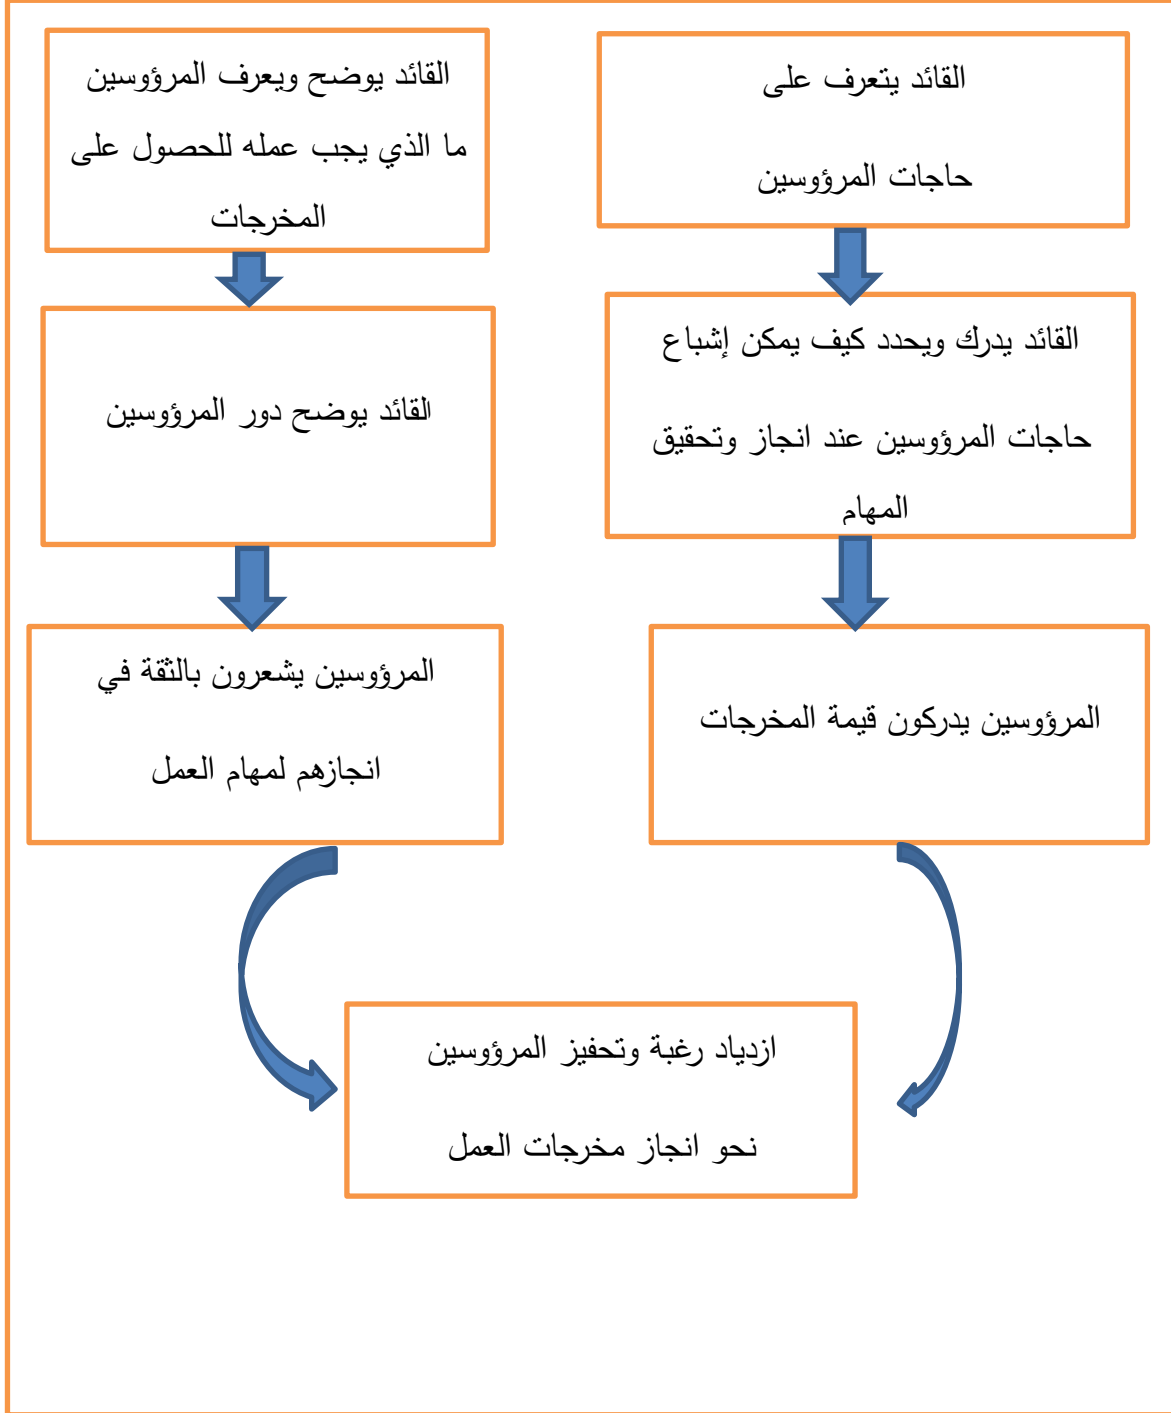 القائد يتعرف على
حاجات المرؤوسين
القائد يدرك ويحدد كيف يمكن إشباع
حاجات المرؤوسين عند انجاز وتحقيق
المهام
المرؤوسين يدركون قيمة المخرجات
القائد يوضح ويعرف المرؤوسين
ما الذي يجب عمله للحصول على
المخرجات
القائد يوضح دور المرؤوسين
المرؤوسين يشعرون بالثقة في
انجازهم لمهام العمل
ازدياد رغبة وتحفيز المرؤوسين
نحو انجاز مخرجات العمل